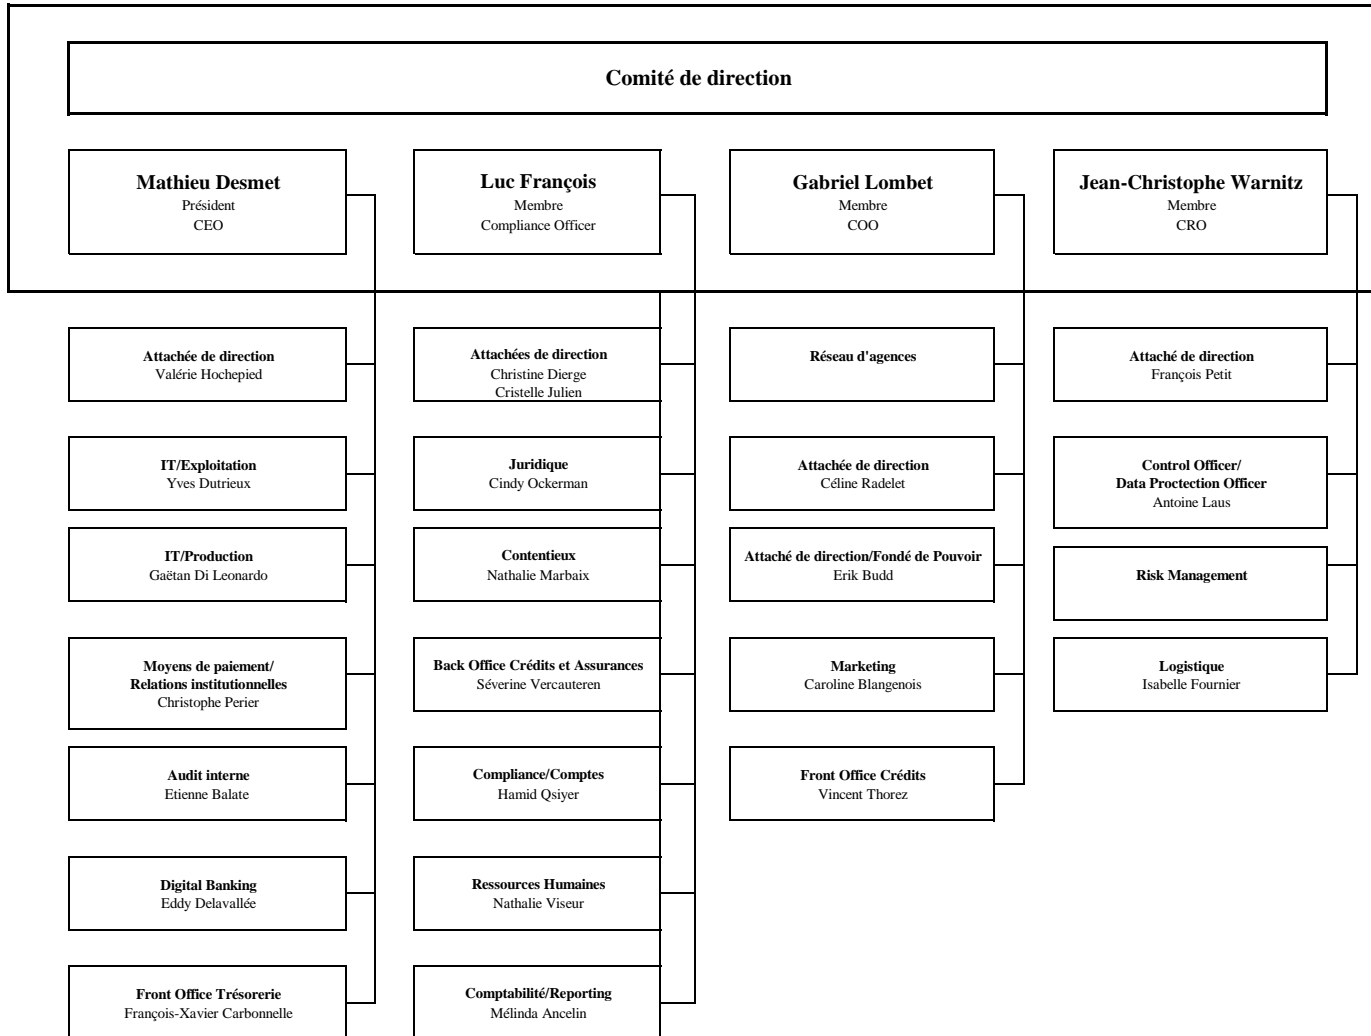 Comité de direction
Mathieu Desmet
Président
CEO
Luc François
Membre
Compliance Officer
Gabriel Lombet
Membre
COO
Jean-Christophe Warnitz
Membre
CRO
Attachée de direction
Valérie Hochepied
IT/Exploitation
Yves Dutrieux
IT/Production
Gaëtan Di Leonardo
Moyens de paiement/
Relations institutionnelles
Christophe Perier
Audit interne
Etienne Balate
Digital Banking
Eddy Delavallée
Front Office Trésorerie
François-Xavier Carbonnelle
Attachées de direction
Christine Dierge
Cristelle Julien
Juridique
Cindy Ockerman
Contentieux
Nathalie Marbaix
Back Office Crédits et Assurances
Séverine Vercauteren
Compliance/Comptes
Hamid Qsiyer
Ressources Humaines
Nathalie Viseur
Comptabilité/Reporting
Mélinda Ancelin
Réseau d'agences
Attachée de direction
Céline Radelet
Attaché de direction/Fondé de Pouvoir
Erik Budd
Marketing
Caroline Blangenois
Front Office Crédits
Vincent Thorez
Attaché de direction
François Petit
Control Officer/
Data Proctection Officer
Antoine Laus
Risk Management
Logistique
Isabelle Fournier